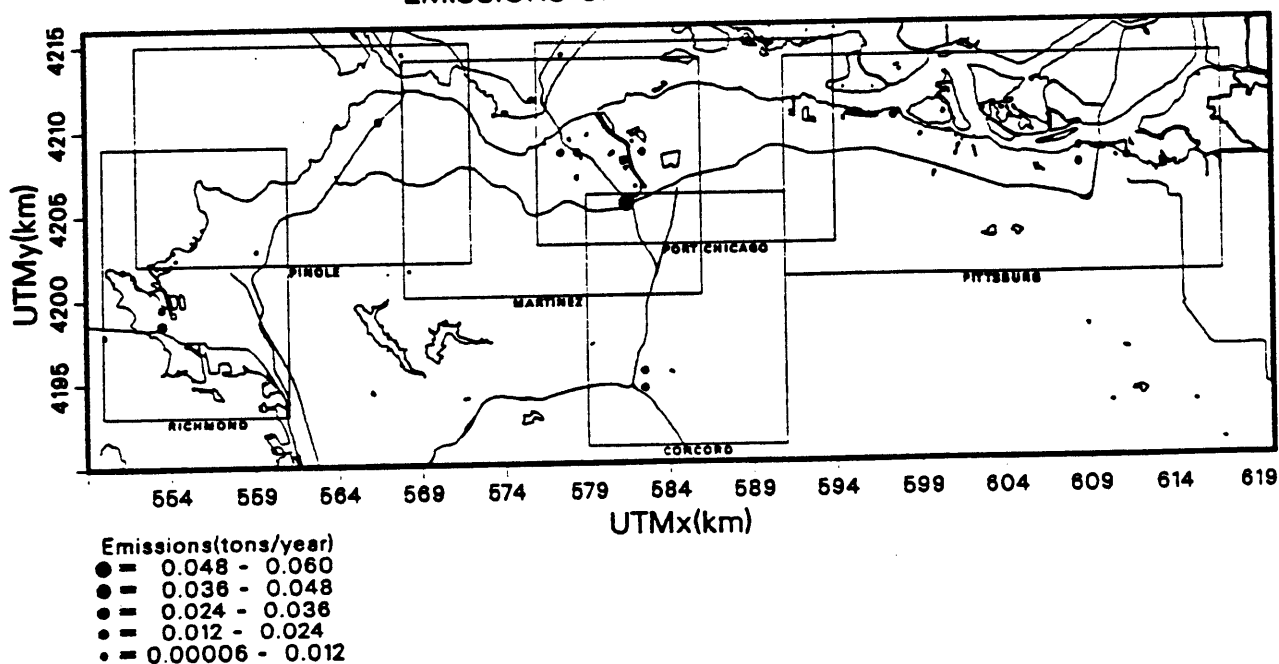 EMISSIONS
4215
4210
4205
4200
4195
UTMy(km)
PINOLE
MARTINEZ
PORT CHICAGO
PITTSBURG
RICHMOND
CORCORD
554 559 564 569 574 579 584 589 594 599 604 609 614 619
UTMx(km)
Emissions(tons/year)
● = 0.048 - 0.060
● = 0.036 - 0.048
● = 0.024 - 0.036
• = 0.012 - 0.024
• = 0.00006 - 0.012